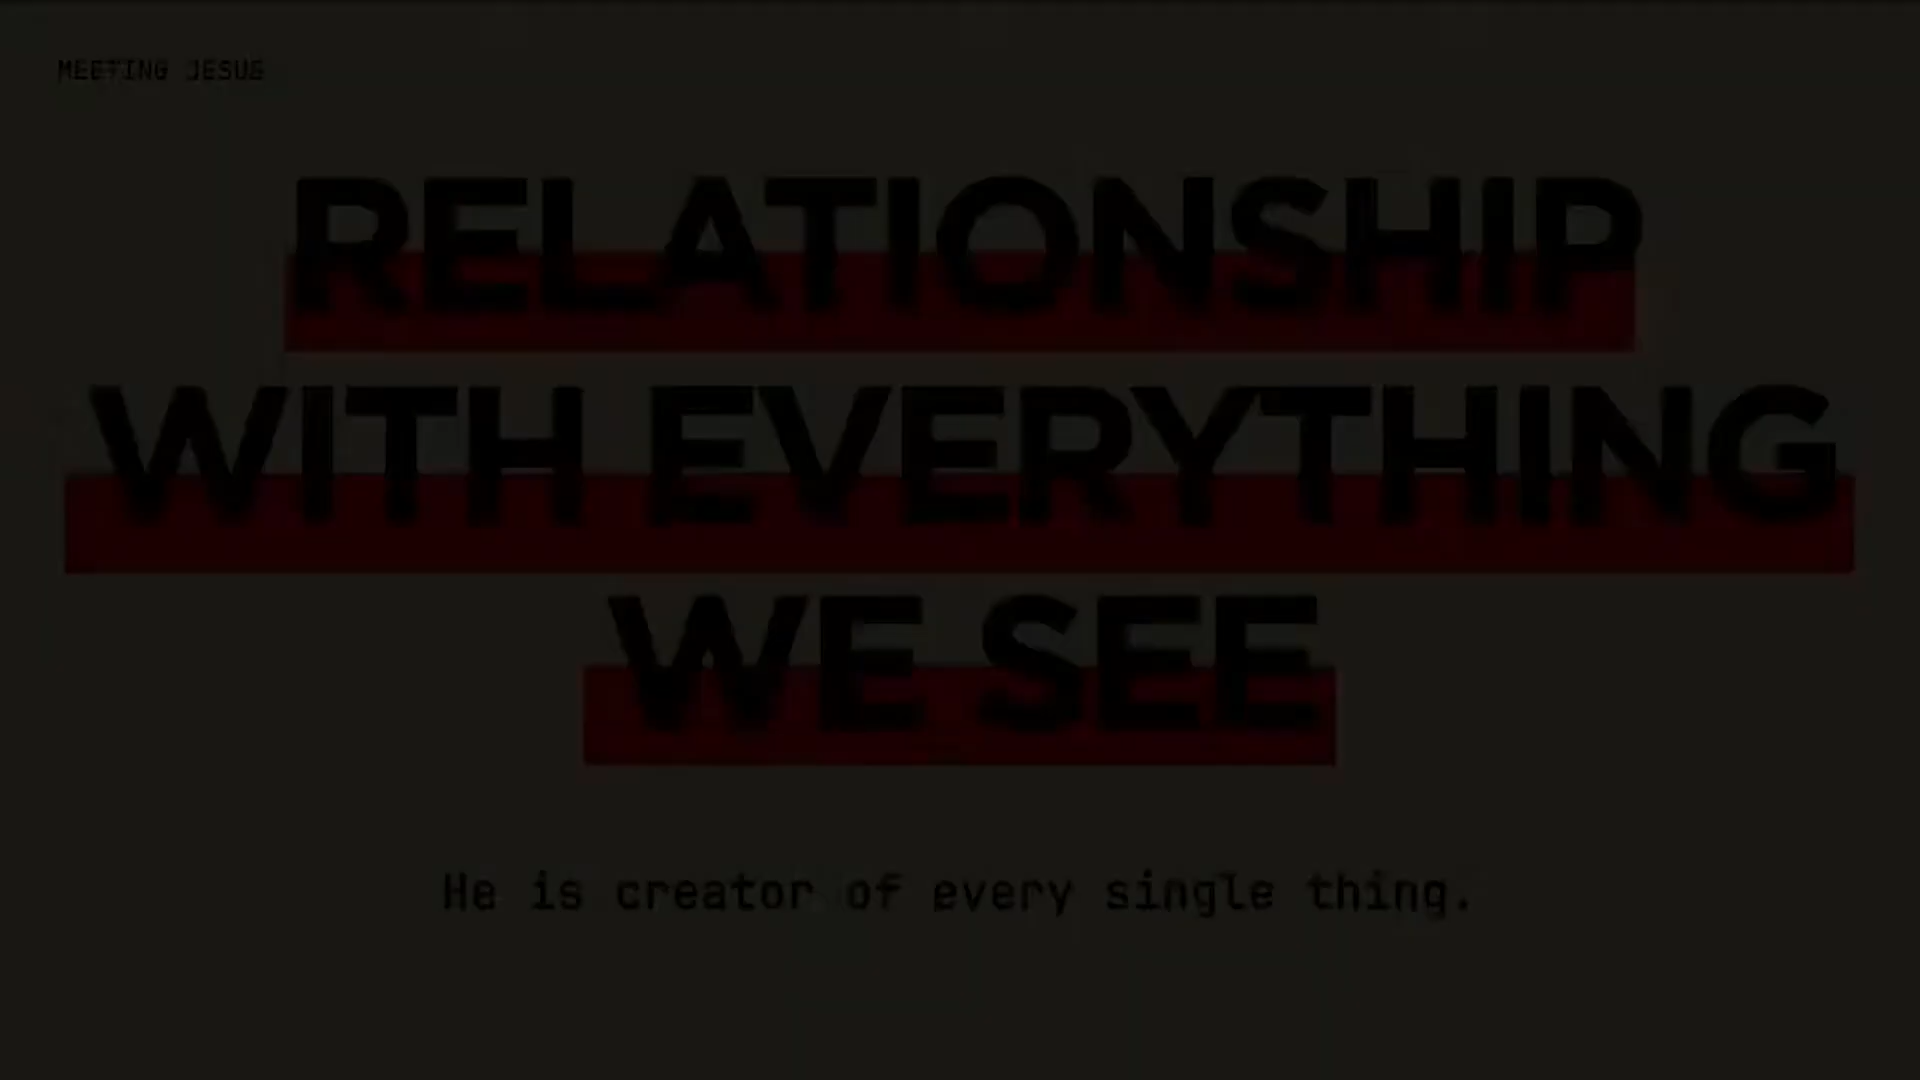 MEETING JESUS
RELATIONSHIP
WITH EVERYTHING
WE SEE
He is creator of every single thing.